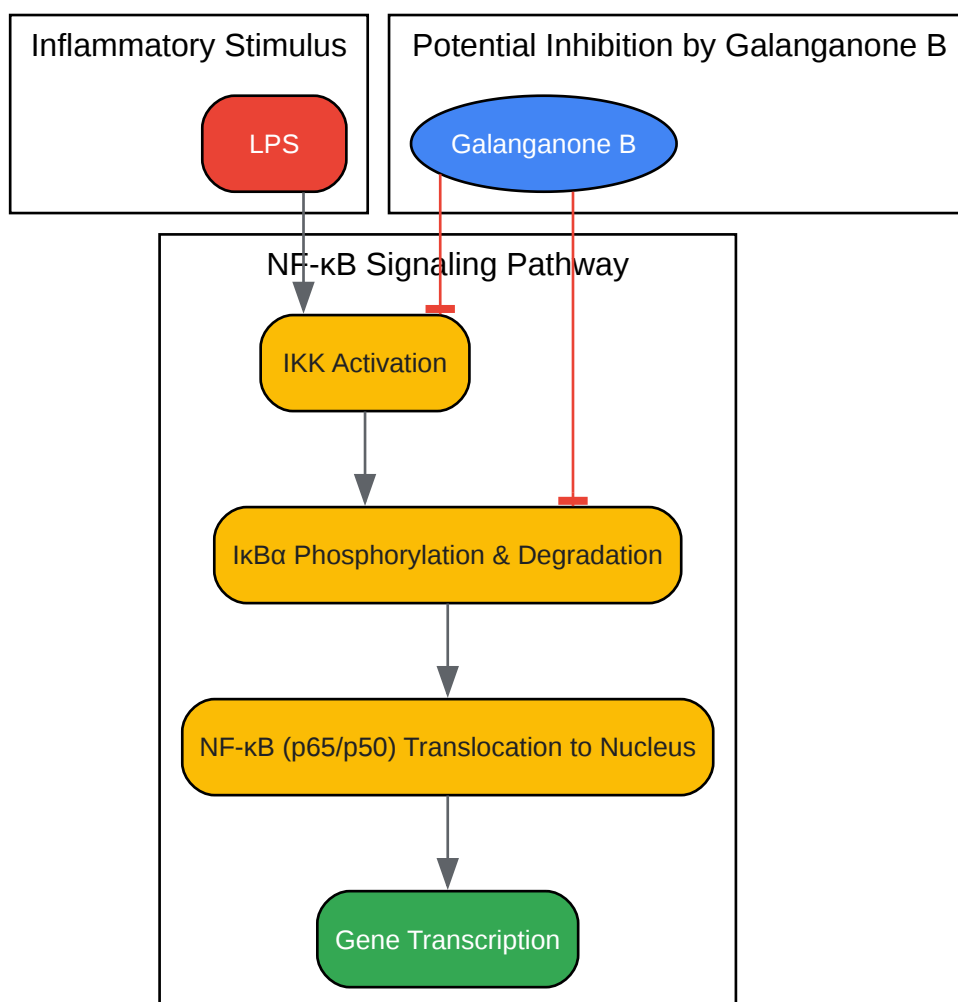 Inflammatory Stimulus
Potential Inhibition by Galanganone B
LPS
Galanganone B
NF-κB Signaling Pathway
IKK Activation
IκBα Phosphorylation & Degradation
NF-κB (p65/p50) Translocation to Nucleus
Gene Transcription